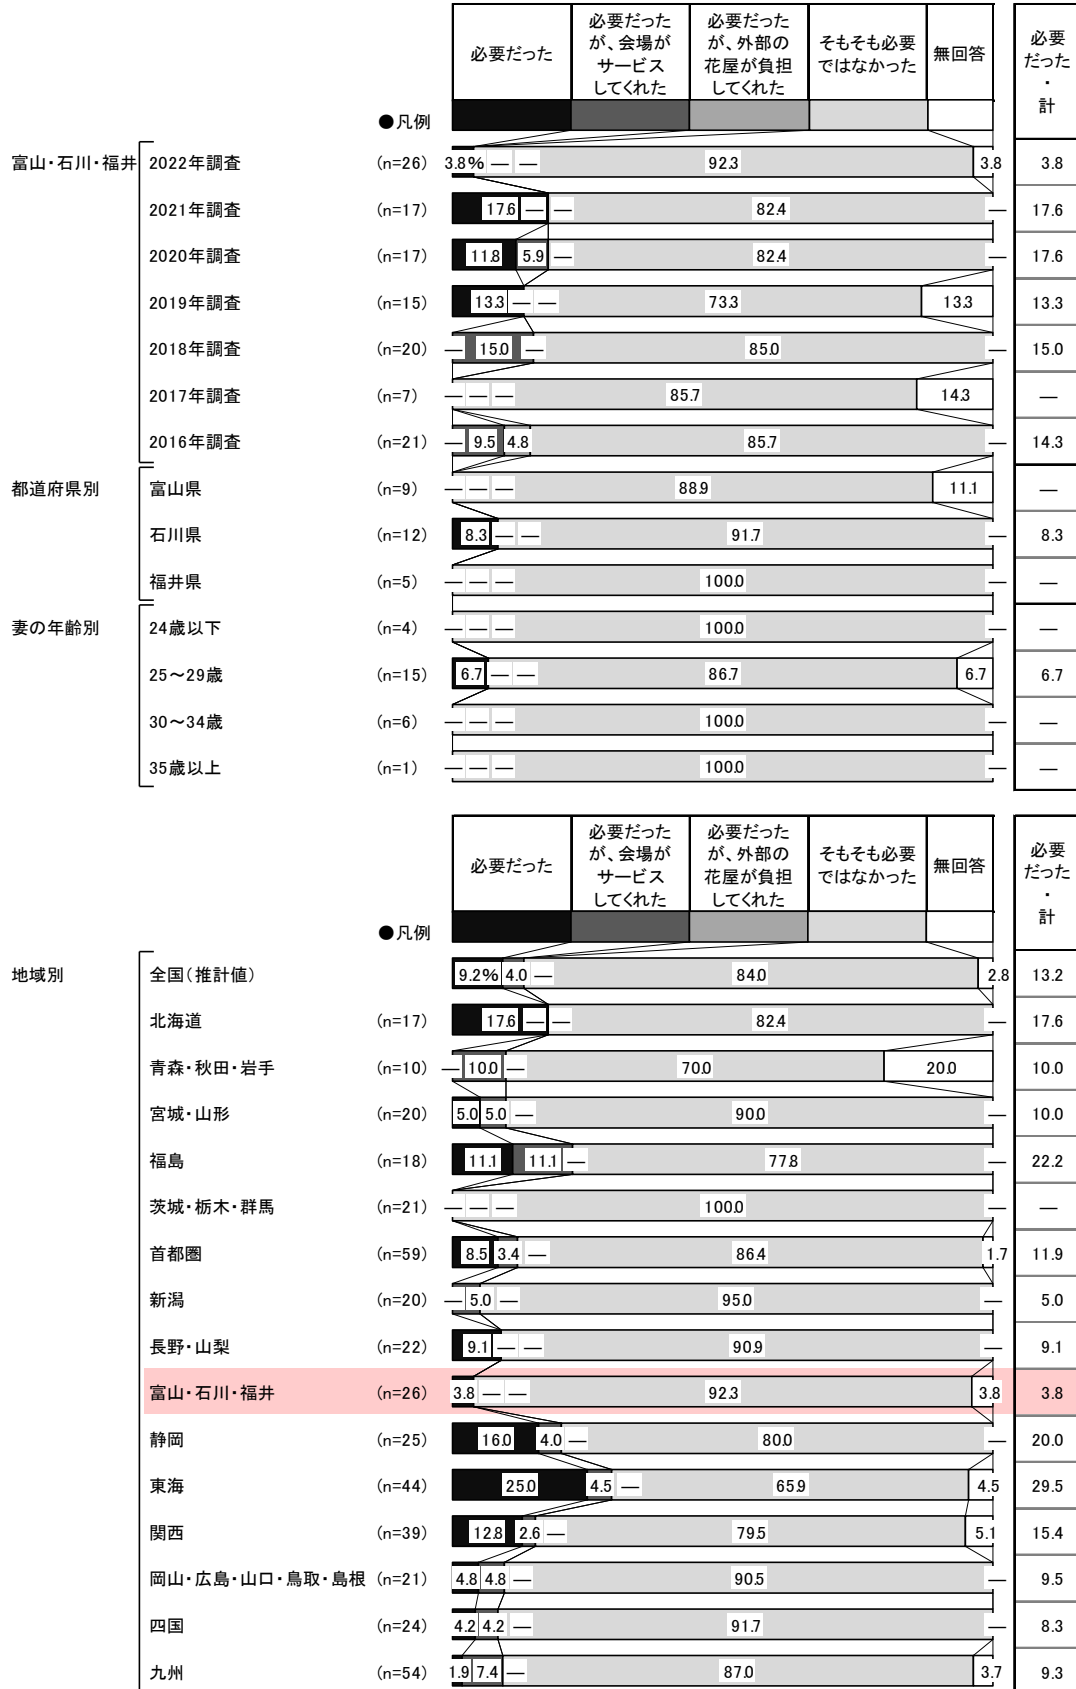 必要だった
必要だった
が、会場が
サービス
してくれた
必要だった
が、外部の
花屋が負担
してくれた
そもそも必要
ではなかった
無回答
必要
だった
・
計
●凡例
富山・石川・福井 2022年調査 (n=26) 3.8% — — 92.3 3.8 3.8
2021年調査 (n=17) 17.6 — — 82.4 — 17.6
2020年調査 (n=17) 11.8 5.9 — 82.4 — 17.6
2019年調査 (n=15) 13.3 — — 73.3 13.3 13.3
2018年調査 (n=20) — 15.0 — 85.0 — 15.0
2017年調査 (n=7) — — — 85.7 14.3 —
2016年調査 (n=21) — 9.5 4.8 85.7 — 14.3
都道府県別 富山県 (n=9) — — — 88.9 11.1 —
石川県 (n=12) 8.3 — — 91.7 — 8.3
福井県 (n=5) — — — 100.0 — —
妻の年齢別 24歳以下 (n=4) — — — 100.0 — —
25～29歳 (n=15) 6.7 — — 86.7 6.7 6.7
30～34歳 (n=6) — — — 100.0 — —
35歳以上 (n=1) — — — 100.0 — —
必要だった
必要だった
が、会場が
サービス
してくれた
必要だった
が、外部の
花屋が負担
してくれた
そもそも必要
ではなかった
無回答
必要
だった
・
計
●凡例
地域別 全国(推計値) 9.2% 4.0 — 84.0 2.8 13.2
北海道 (n=17) 17.6 — — 82.4 — 17.6
青森・秋田・岩手 (n=10) — 10.0 — 70.0 20.0 10.0
宮城・山形 (n=20) 5.0 5.0 — 90.0 — 10.0
福島 (n=18) 11.1 11.1 — 77.8 — 22.2
茨城・栃木・群馬 (n=21) — — — 100.0 — —
首都圏 (n=59) 8.5 3.4 — 86.4 1.7 11.9
新潟 (n=20) — 5.0 — 95.0 — 5.0
長野・山梨 (n=22) 9.1 — — 90.9 — 9.1
富山・石川・福井 (n=26) 3.8 — — 92.3 3.8 3.8
静岡 (n=25) 16.0 4.0 — 80.0 — 20.0
東海 (n=44) 25.0 4.5 — 65.9 4.5 29.5
関西 (n=39) 12.8 2.6 — 79.5 5.1 15.4
岡山・広島・山口・鳥取・島根 (n=21) 4.8 4.8 — 90.5 — 9.5
四国 (n=24) 4.2 4.2 — 91.7 — 8.3
九州 (n=54) 1.9 7.4 — 87.0 3.7 9.3